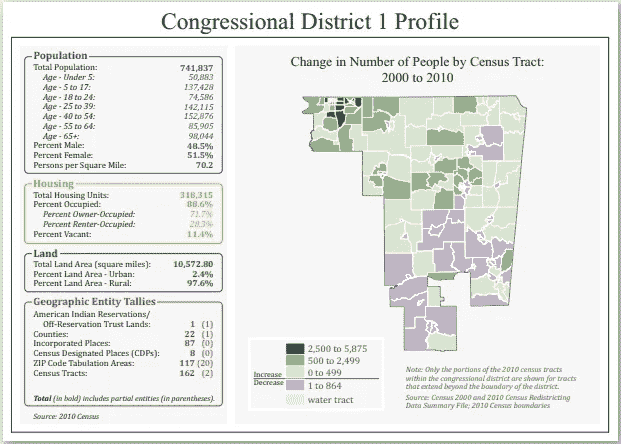 Congressional District 1 Profile
Population
Total Population: 741,837
Age - Under 5: 50,883
Age - 5 to 17: 137,428
Age - 18 to 24: 74,586
Age - 25 to 39: 142,115
Age - 40 to 54: 152,876
Age - 55 to 64: 85,905
Age - 65+: 98,044
Percent Male: 48.5%
Percent Female: 51.5%
Persons per Square Mile: 70.2
Housing
Total Housing Units: 318,315
Percent Occupied: 88.6%
Percent Owner-Occupied: 71.7%
Percent Renter-Occupied: 28.3%
Percent Vacant: 11.4%
Land
Total Land Area (square miles): 10,572.80
Percent Land Area - Urban: 2.4%
Percent Land Area - Rural: 97.6%
Geographic Entity Tallies
American Indian Reservations/
Off-Reservation Trust Lands: 1 (1)
Counties: 22 (1)
Incorporated Places: 87 (0)
Census Designated Places (CDPs): 8 (0)
ZIP Code Tabulation Areas: 117 (20)
Census Tracts: 162 (2)
Total (in bold) includes partial entities (in parentheses).
Source: 2010 Census
Change in Number of People by Census Tract:
2000 to 2010
2,500 to 5,875
500 to 2,499
Increase 0 to 499
Decrease 1 to 864
water tract
Note: Only the portions of the 2010 census tracts
within the congressional district are shown for tracts
that extend beyond the boundary of the district.
Source: Census 2000 and 2010 Census Redistricting
Data Summary File; 2010 Census boundaries